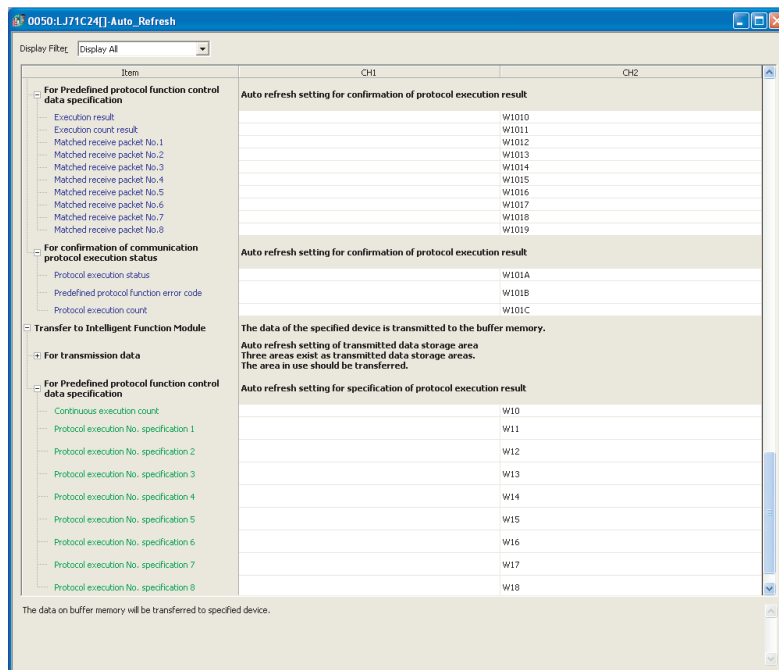 0050:LJ71C24[]-Auto_Refresh
Display Filter Display All
Item CH1 CH2
For Predefined protocol function control data specification Auto refresh setting for confirmation of protocol execution result
Execution result W1010
Execution count result W1011
Matched receive packet No.1 W1012
Matched receive packet No.2 W1013
Matched receive packet No.3 W1014
Matched receive packet No.4 W1015
Matched receive packet No.5 W1016
Matched receive packet No.6 W1017
Matched receive packet No.7 W1018
Matched receive packet No.8 W1019
For confirmation of communication protocol execution status Auto refresh setting for confirmation of protocol execution result
Protocol execution status W101A
Predefined protocol function error code W101B
Protocol execution count W101C
Transfer to Intelligent Function Module The data of the specified device is transmitted to the buffer memory.
For transmission data
Auto refresh setting of transmitted data storage area
Three areas exist as transmitted data storage areas.
The area in use should be transferred.
For Predefined protocol function control data specification Auto refresh setting for specification of protocol execution result
Continuous execution count W10
Protocol execution No. specification 1 W11
Protocol execution No. specification 2 W12
Protocol execution No. specification 3 W13
Protocol execution No. specification 4 W14
Protocol execution No. specification 5 W15
Protocol execution No. specification 6 W16
Protocol execution No. specification 7 W17
Protocol execution No. specification 8 W18
The data on buffer memory will be transferred to specified device.